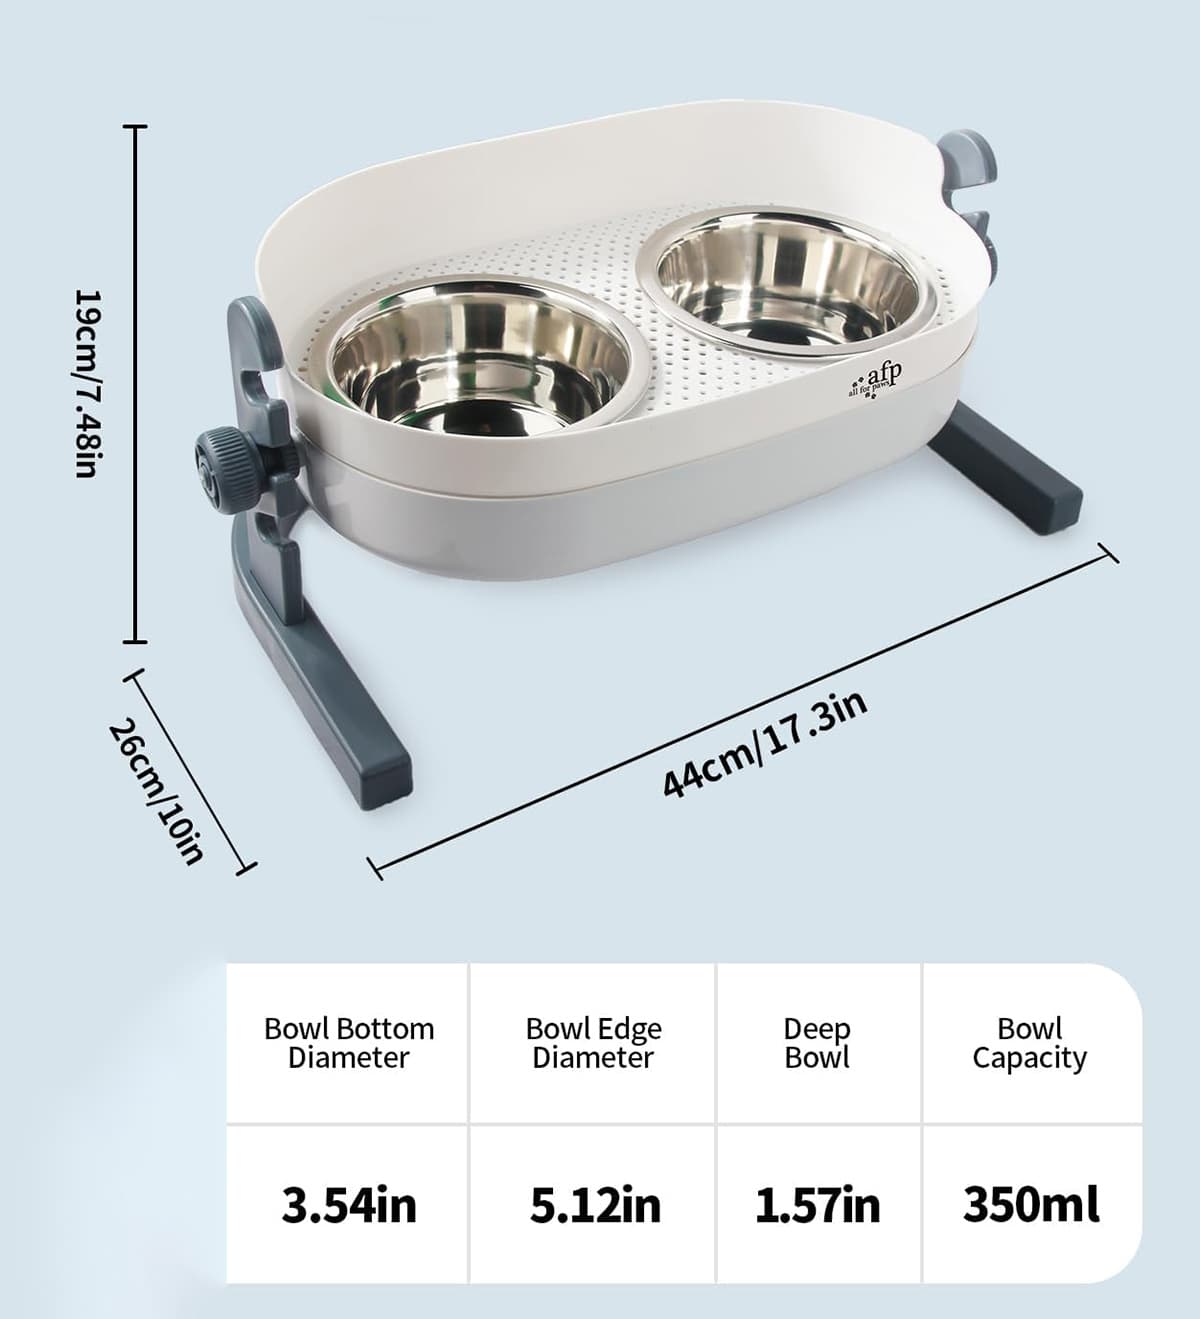 19cm/7.48in
afp
all for paws
26cm/10in
44cm/17.3in
Bowl Bottom
Diameter
Bowl Edge
Diameter
Deep
Bowl
Bowl
Capacity
3.54in
5.12in
1.57in
350ml